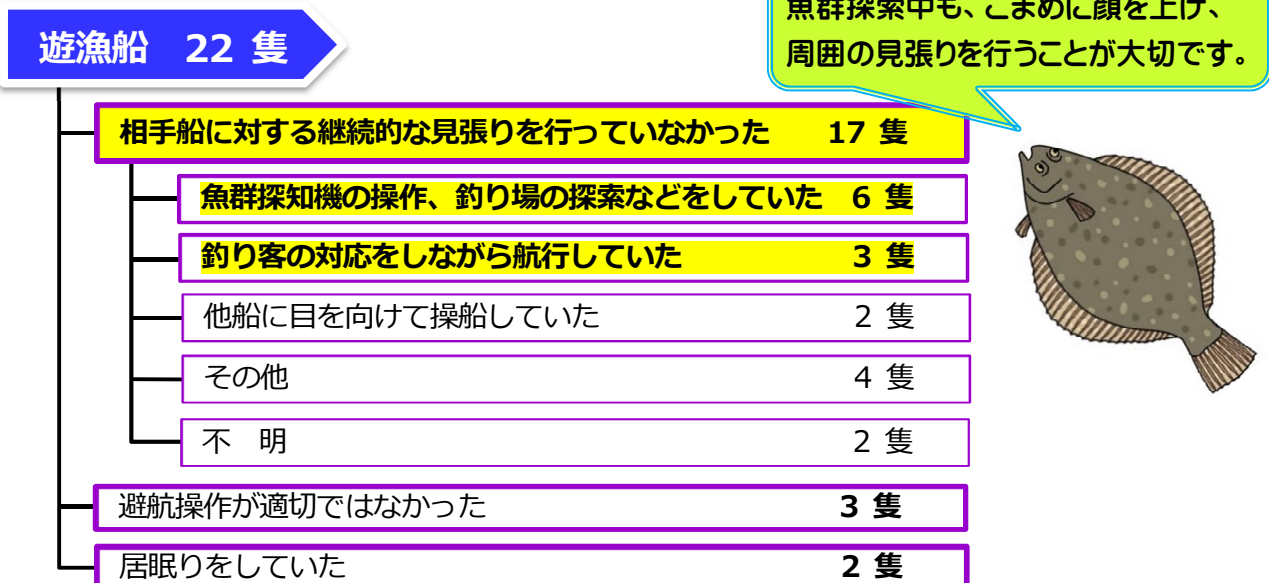 魚群探索中も、こまめに顔を上げ、
周囲の見張りを行うことが大切です。
遊漁船 22 隻
相手船に対する継続的な見張りを行っていなかった 17 隻
魚群探知機の操作、釣り場の探索などをしていた 6 隻
釣り客の対応をしながら航行していた 3 隻
他船に目を向けて操船していた 2 隻
その他 4 隻
不 明 2 隻
避航操作が適切ではなかった 3 隻
居眠りをしていた 2 隻